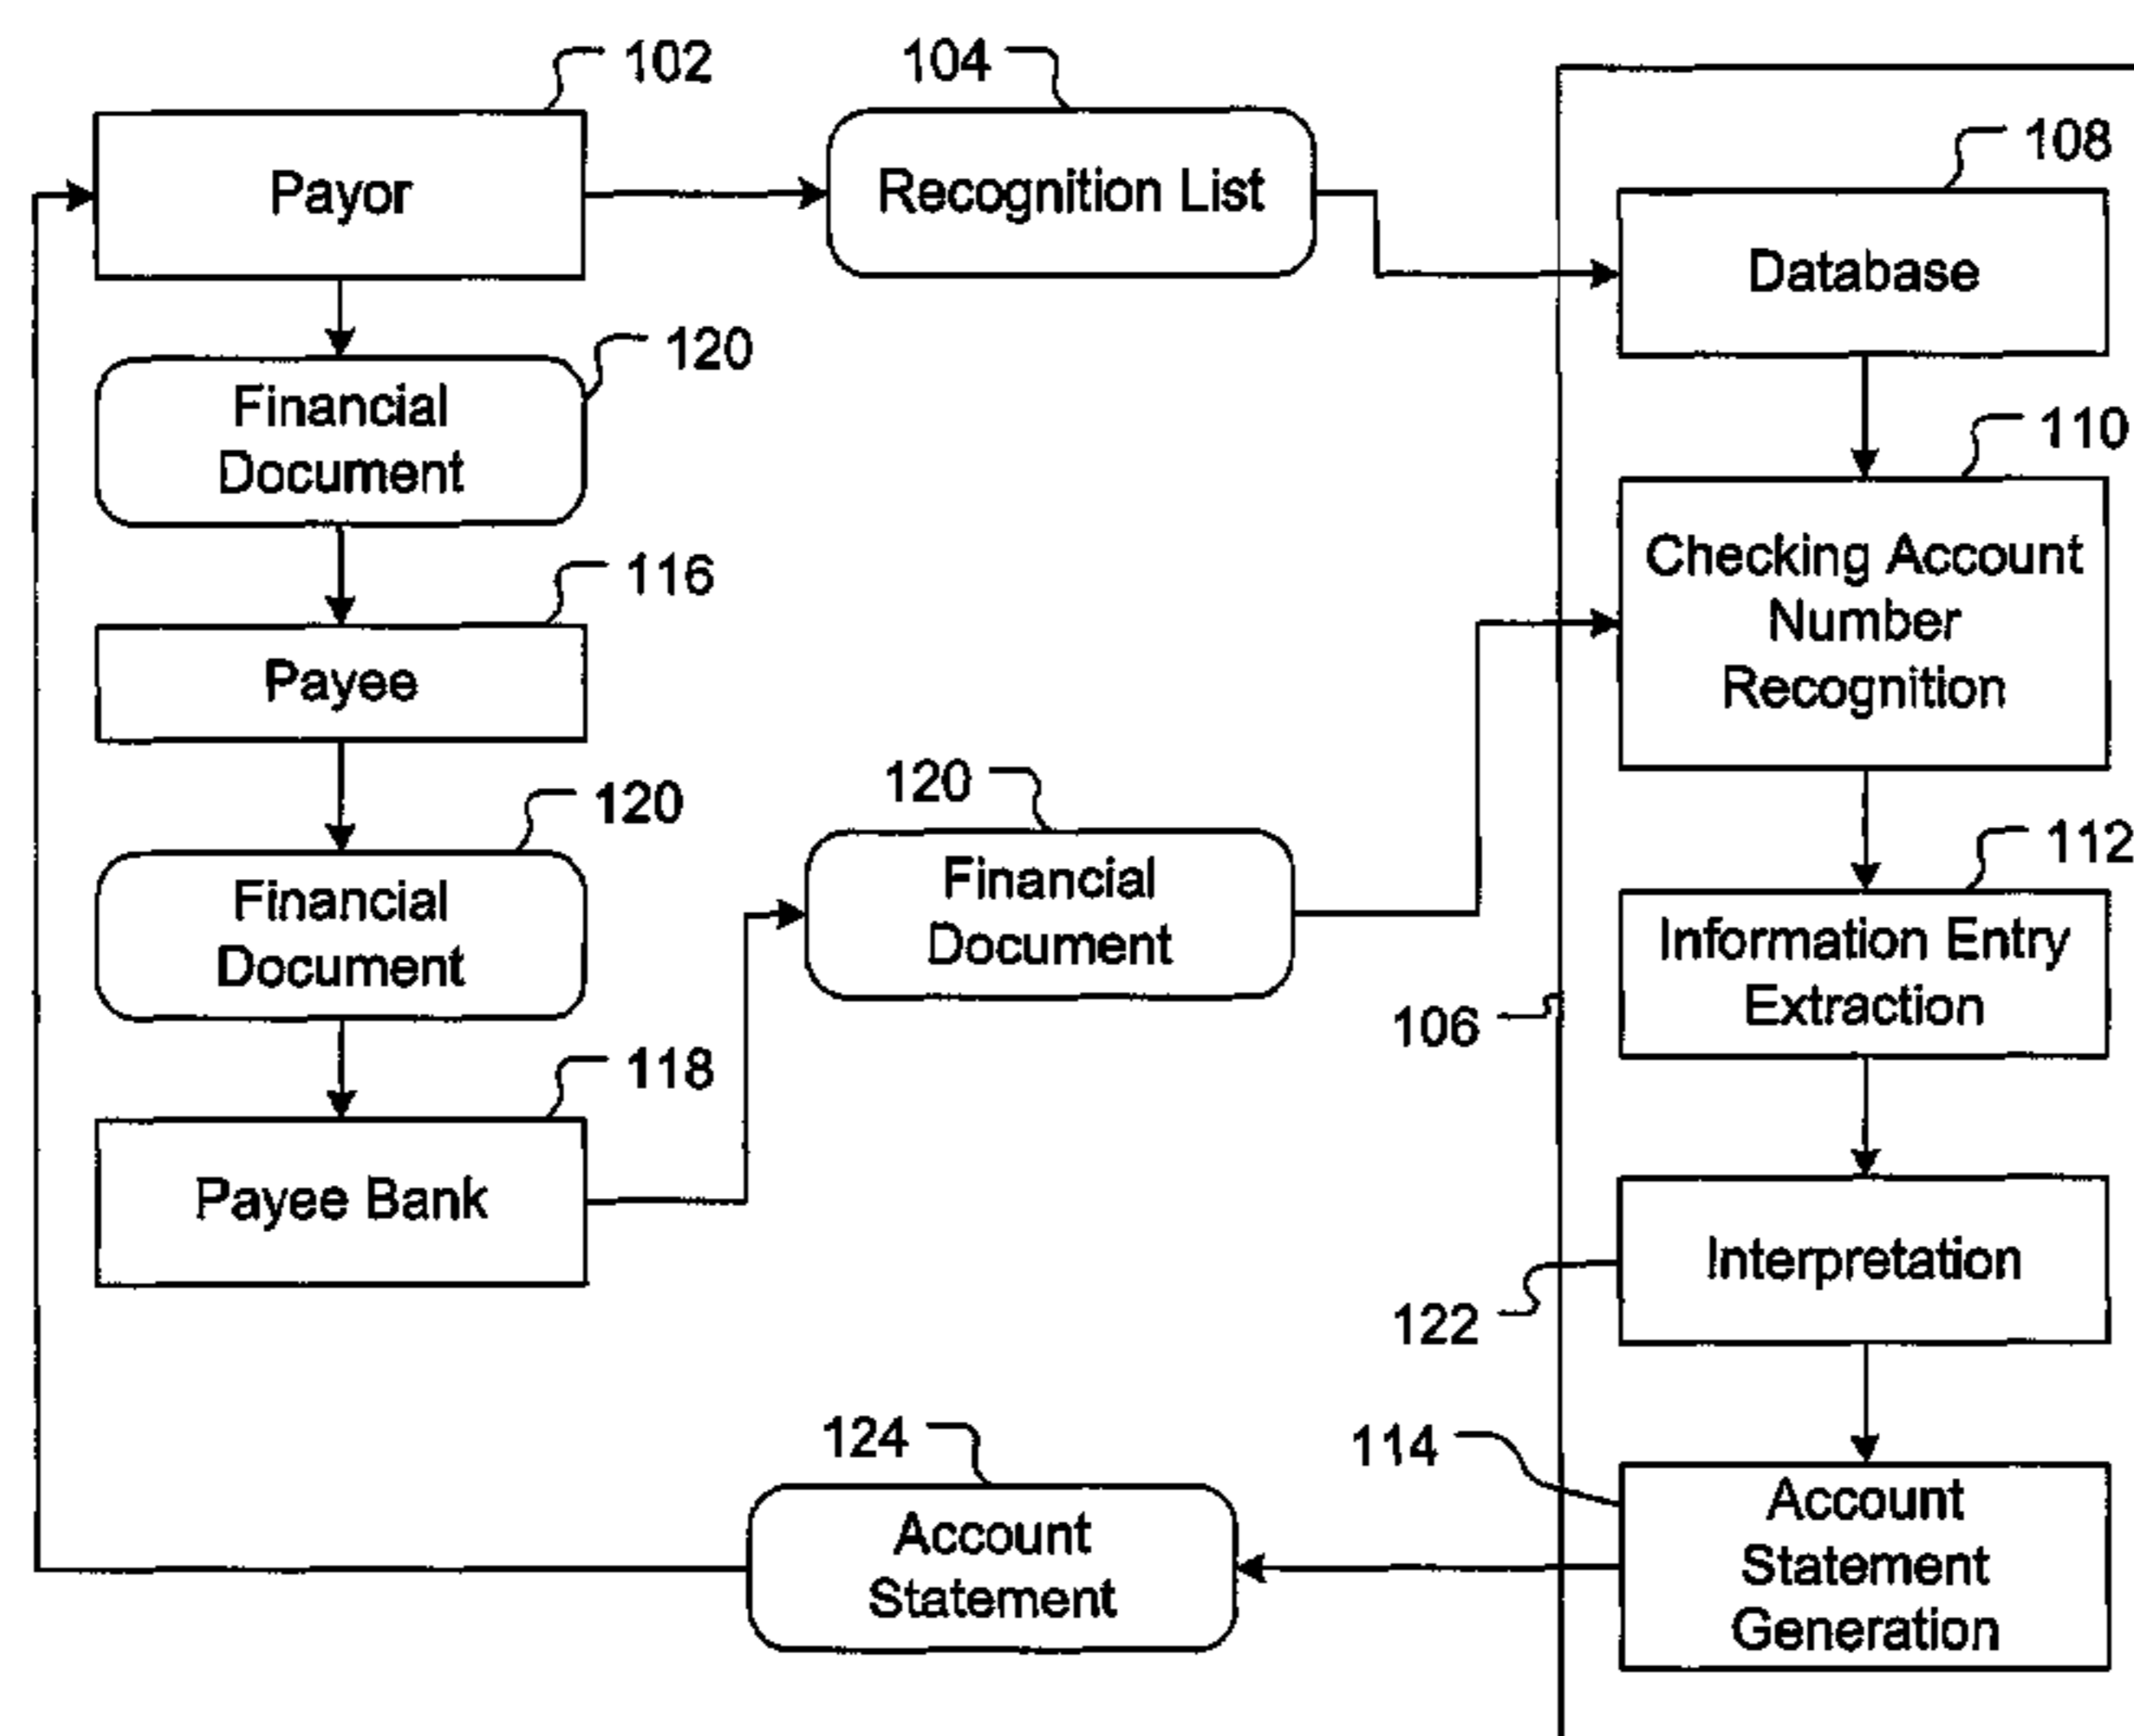 102
104
108
Payor
Recognition List
Database
120
Financial
Document
110
Checking Account
Number
Recognition
116
Payee
120
120
112
Financial
Document
Financial
Document
Information Entry
Extraction
106
118
Payee Bank
Interpretation
122
124
114
Account
Statement
Account
Statement
Generation